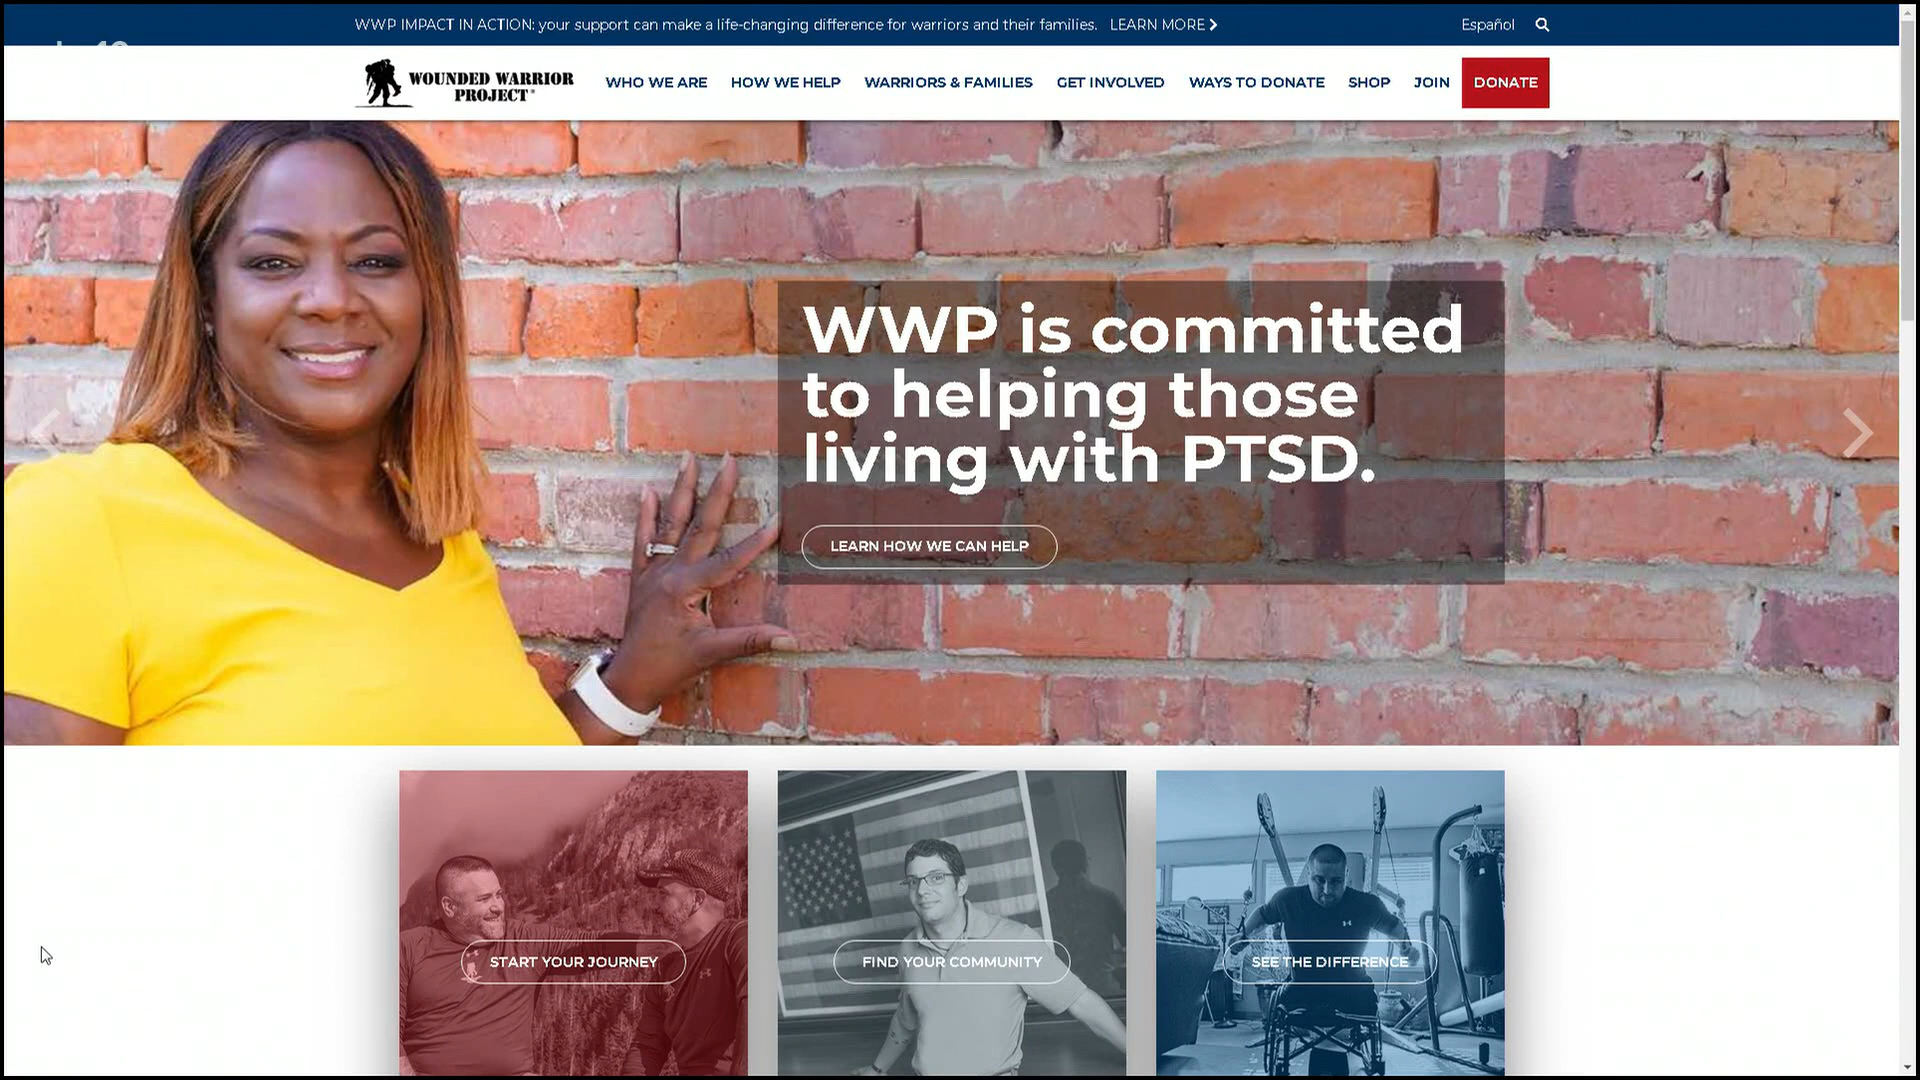 WWP IMPACT IN ACTION: your support can make a life-changing difference for warriors and their families. LEARN MORE
Español
WOUNDED WARRIOR
PROJECT®
WHO WE ARE
HOW WE HELP
WARRIORS & FAMILIES
GET INVOLVED
WAYS TO DONATE
SHOP
JOIN
DONATE
WWP is committed
to helping those
living with PTSD.
LEARN HOW WE CAN HELP
START YOUR JOURNEY
FIND YOUR COMMUNITY
SEE THE DIFFERENCE